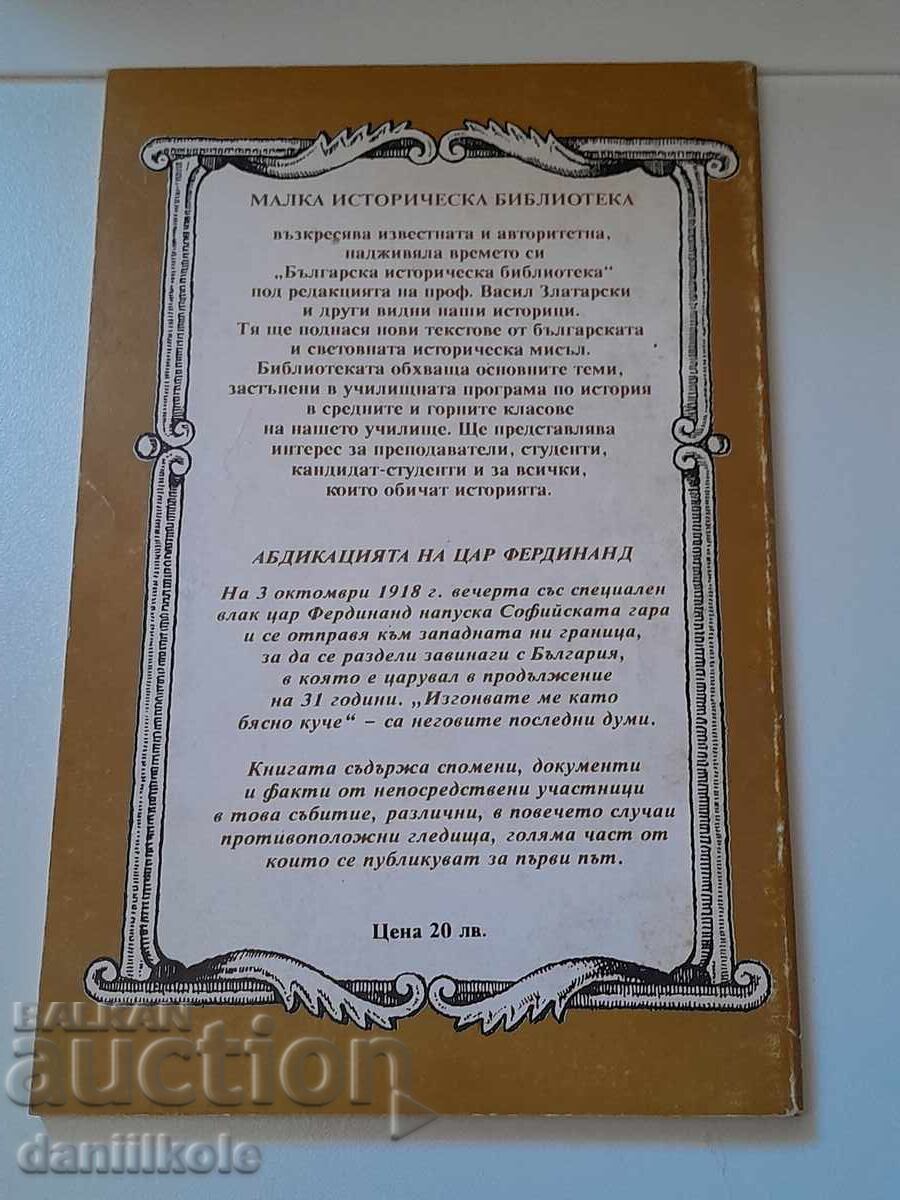 МАЛКА ИСТОРИЧЕСКА БИБЛИОТЕКА
възкресява известната и авторитетна,
надживяла времето си
„Българска историческа библиотека“
под редакцията на проф. Васил Златарски
и други видни наши историци.
Тя ще поднася нови текстове от българската
и световната историческа мисъл.
Библиотеката обхваща основните теми,
застъпени в училищната програма по история
в средните и горните класове
на нашето училище. Ще представлява
интерес за преподаватели, студенти,
кандидат-студенти и за всички,
които обичат историята.
АБДИКАЦИЯТА НА ЦАР ФЕРДИНАНД
На 3 октомври 1918 г. вечерта със специален
влак цар Фердинанд напуска Софийската гара
и се отправя към западната ни граница,
за да се раздели завинаги с България,
в която е царувал в продължение
на 31 години. „Изгонвате ме като
бясно куче“ – са неговите последни думи.
Книгата съдържа спомени, документи
и факти от непосредствени участници
в това събитие, различни, в повечето случаи
противоположни гледища, голяма част от
които се публикуват за първи път.
Цена 20 лв.
BALKAN
auction
daniilkole